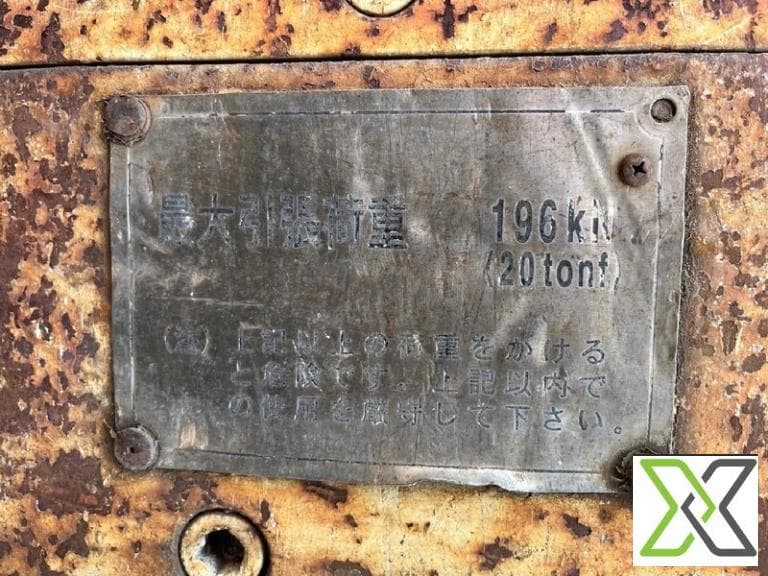 最大引張荷重 196kN
(20tonf)
(注) 上記以上の荷重をかける
と危険です。上記以内で
の使用を厳守して下さい。